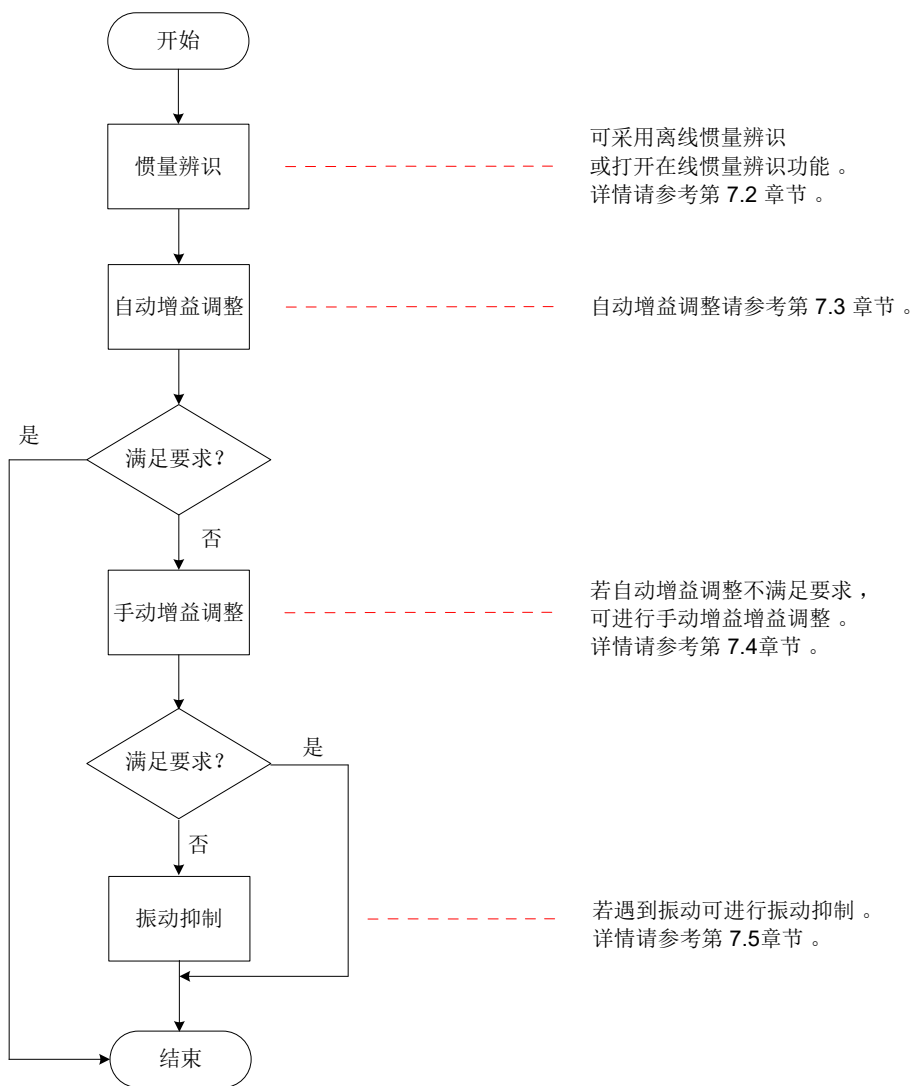 开始
惯量辨识
可采用离线惯量辨识
或打开在线惯量辨识功能 。
详情请参考第 7.2 章节 。
自动增益调整
自动增益调整请参考第 7.3 章节 。
是
满足要求?
否
手动增益调整
若自动增益调整不满足要求 ，
可进行手动增益增益调整 。
详情请参考第 7.4章节 。
满足要求?
是
否
振动抑制
若遇到振动可进行振动抑制 。
详情请参考第 7.5章节 。
结束